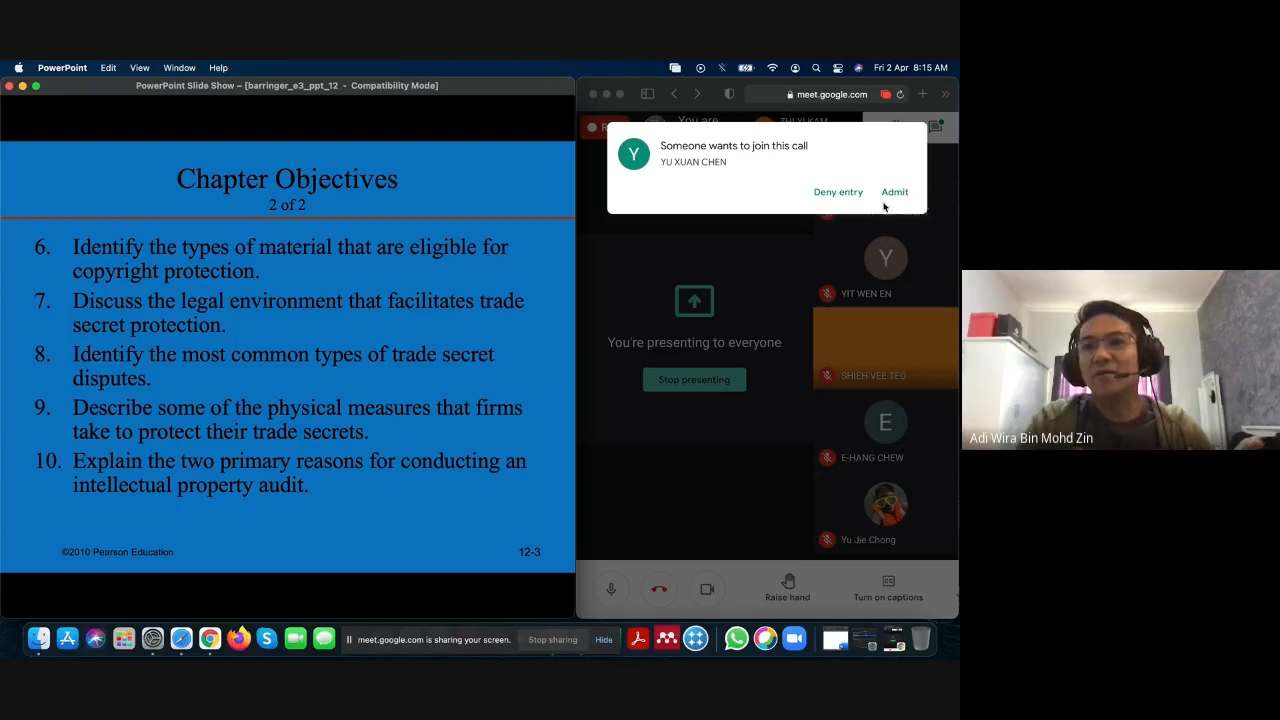 PowerPoint Edit View Window Help
Fri 2 Apr 8:15 AM
PowerPoint Slide Show – [barringer_e3_ppt_12 - Compatibility Mode]
Chapter Objectives
2 of 2
6. Identify the types of material that are eligible for
copyright protection.
7. Discuss the legal environment that facilitates trade
secret protection.
8. Identify the most common types of trade secret
disputes.
9. Describe some of the physical measures that firms
take to protect their trade secrets.
10. Explain the two primary reasons for conducting an
intellectual property audit.
©2010 Pearson Education
12-3
meet.google.com
You are
Y
Someone wants to join this call
YU XUAN CHEN
Deny entry
Admit
You're presenting to everyone
Stop presenting
Y
YIT WEN EN
SHIEH VEE TEO
E
E-HANG CHEW
Yu Jie Chong
Raise hand
Turn on captions
meet.google.com is sharing your screen.
Stop sharing
Hide
Adi Wira Bin Mohd Zin